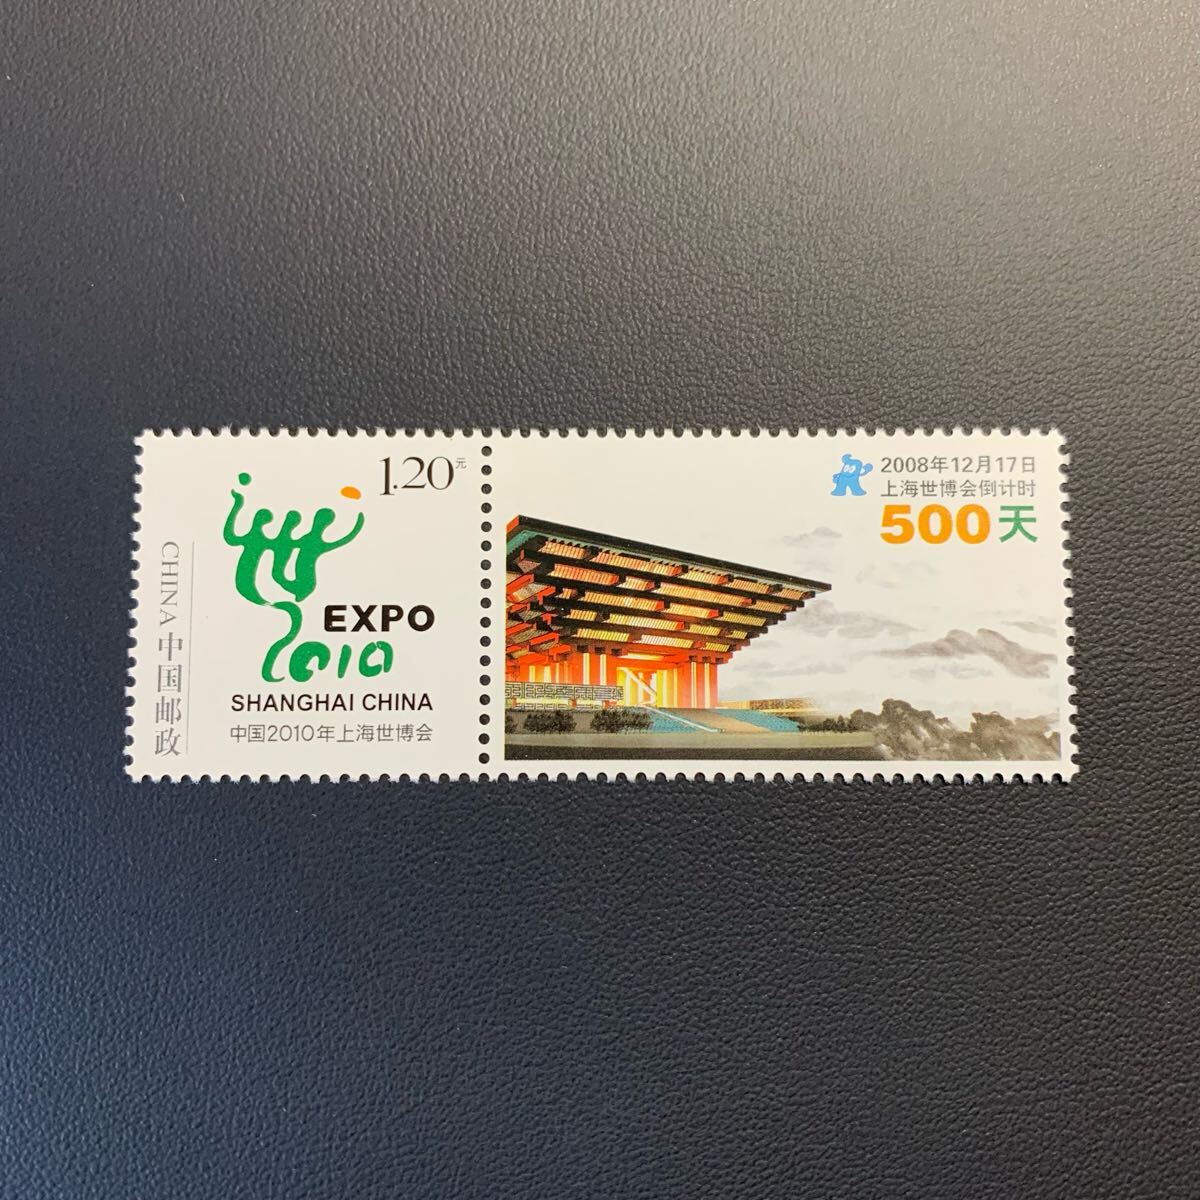 1.20元
CHINA 中国邮政
EXPO
2010
SHANGHAI CHINA
中国2010年上海世博会
2008年12月17日
上海世博会倒计时
500天